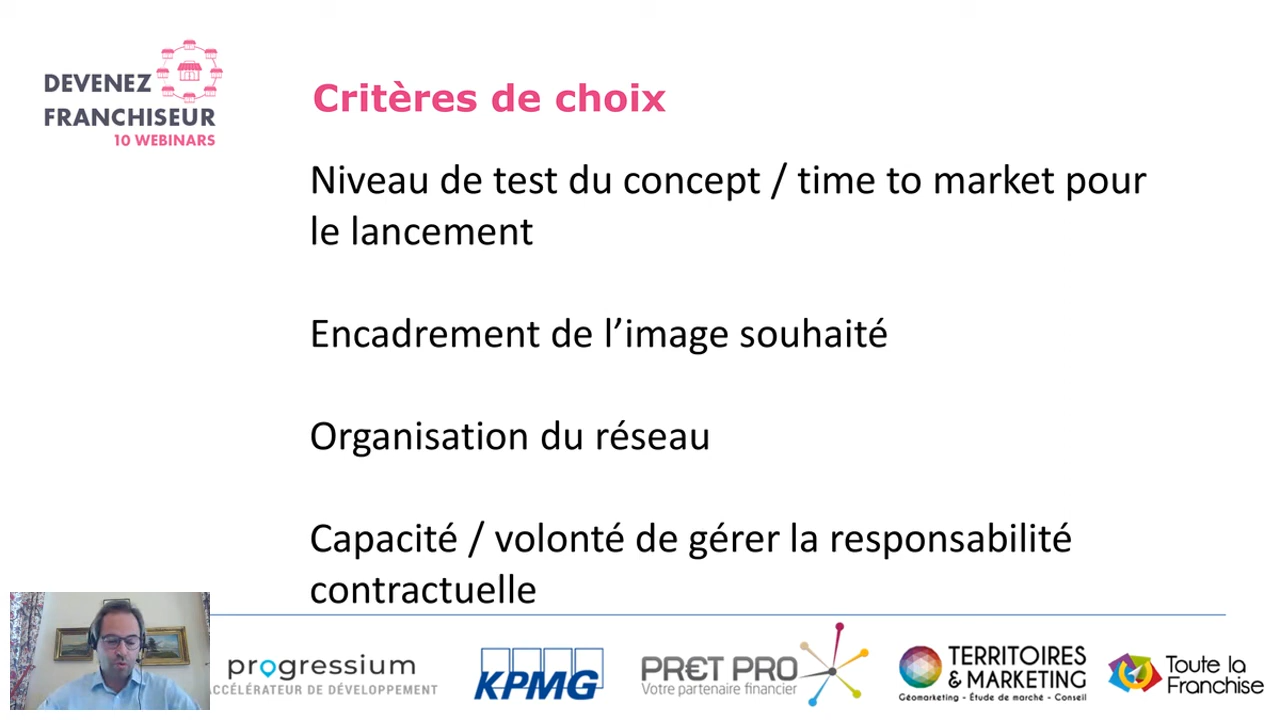 DEVENEZ
FRANCHISEUR
10 WEBINARS
Critères de choix
Niveau de test du concept / time to market pour
le lancement
Encadrement de l’image souhaité
Organisation du réseau
Capacité / volonté de gérer la responsabilité
contractuelle
progressium
ACCÉLÉRATEUR DE DÉVELOPPEMENT
KPMG
PR€T PRO
Votre partenaire financier
TERRITOIRES
& MARKETING
Géomarketing - Étude de marché - Conseil
Toute la
Franchise